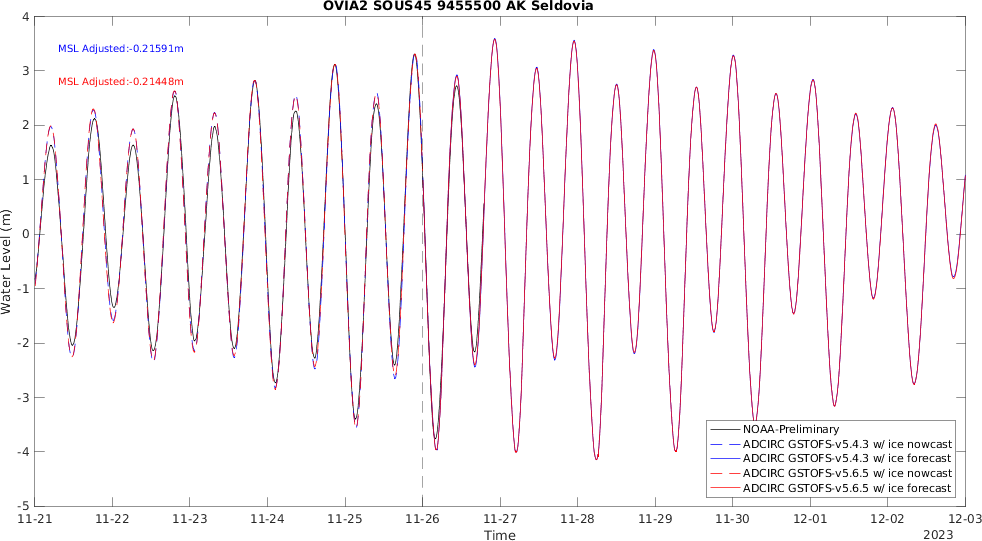 OVIA2 SOUS45 9455500 AK Seldovia
4
MSL Adjusted:-0.21591m
3
MSL Adjusted:-0.21448m
2
1
0
-1
-2
-3
-4
-5
Water Level (m)
NOAA-Preliminary
ADCIRC GSTOFS-v5.4.3 w/ ice nowcast
ADCIRC GSTOFS-v5.4.3 w/ ice forecast
ADCIRC GSTOFS-v5.6.5 w/ ice nowcast
ADCIRC GSTOFS-v5.6.5 w/ ice forecast
11-21 11-22 11-23 11-24 11-25 11-26 11-27 11-28 11-29 11-30 12-01 12-02 12-03
Time
2023